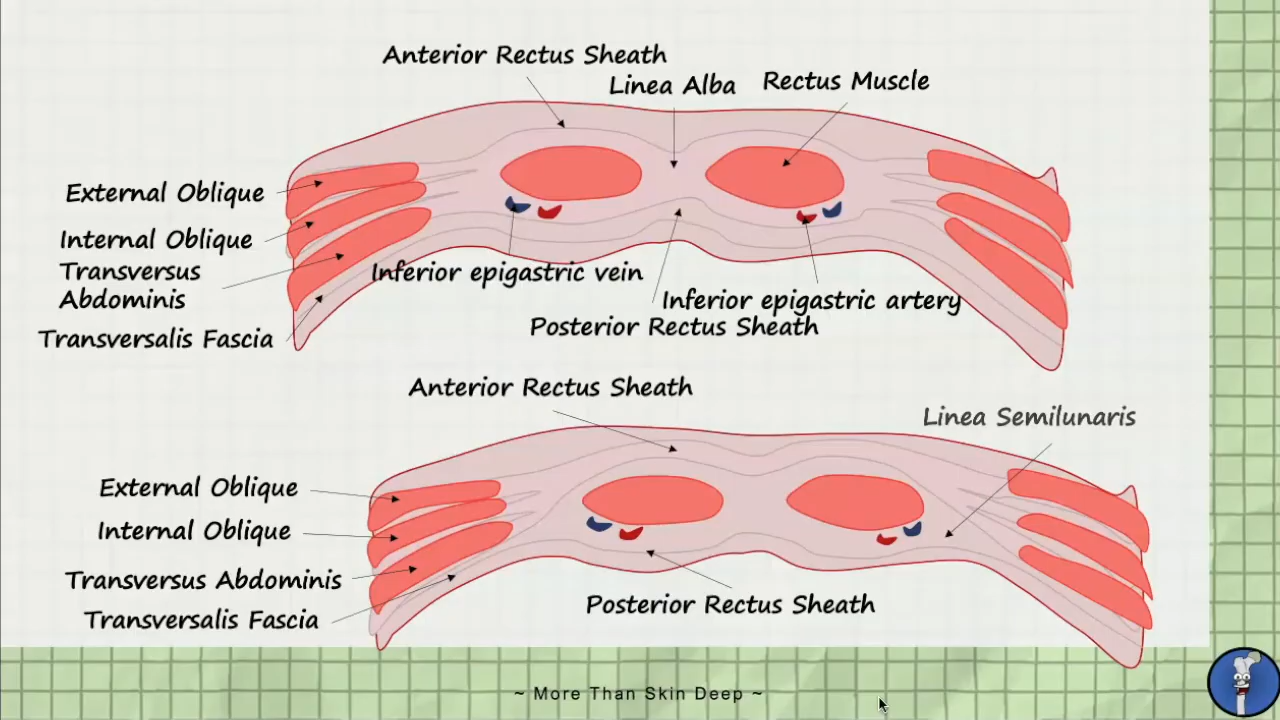 Anterior Rectus Sheath
Linea Alba
Rectus Muscle
External Oblique
Internal Oblique
Transversus
Abdominis
Inferior epigastric vein
Inferior epigastric artery
Posterior Rectus Sheath
Transversalis Fascia
Anterior Rectus Sheath
Linea Semilunaris
External Oblique
Internal Oblique
Transversus Abdominis
Posterior Rectus Sheath
Transversalis Fascia
~ More Than Skin Deep ~